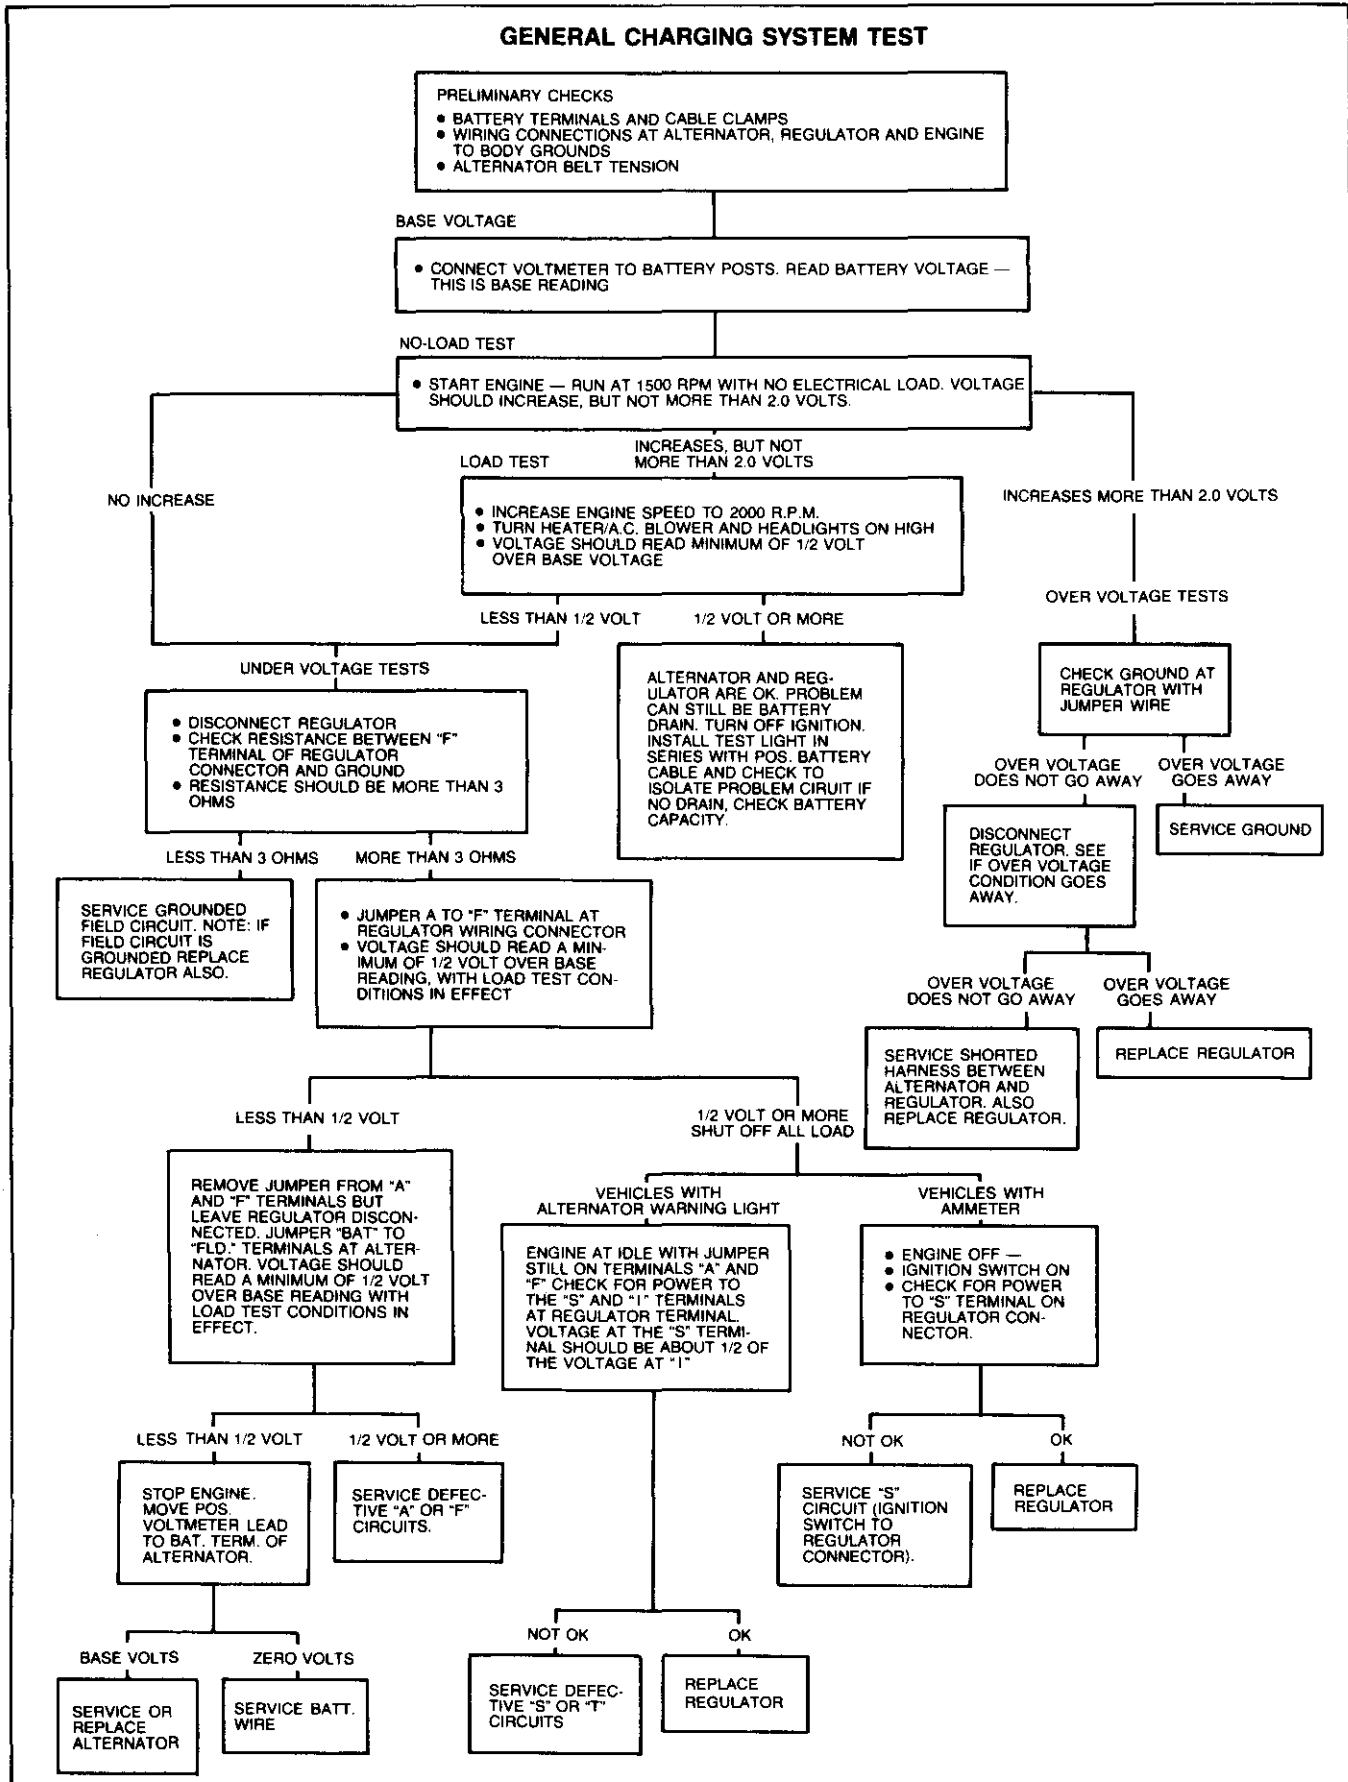 GENERAL CHARGING SYSTEM TEST
PRELIMINARY CHECKS
• BATTERY TERMINALS AND CABLE CLAMPS
• WIRING CONNECTIONS AT ALTERNATOR, REGULATOR AND ENGINE
TO BODY GROUNDS
• ALTERNATOR BELT TENSION
BASE VOLTAGE
• CONNECT VOLTMETER TO BATTERY POSTS. READ BATTERY VOLTAGE —
THIS IS BASE READING
NO-LOAD TEST
• START ENGINE — RUN AT 1500 RPM WITH NO ELECTRICAL LOAD. VOLTAGE
SHOULD INCREASE, BUT NOT MORE THAN 2.0 VOLTS.
NO INCREASE
INCREASES, BUT NOT
MORE THAN 2.0 VOLTS
INCREASES MORE THAN 2.0 VOLTS
LOAD TEST
• INCREASE ENGINE SPEED TO 2000 R.P.M.
• TURN HEATER/A.C. BLOWER AND HEADLIGHTS ON HIGH
• VOLTAGE SHOULD READ MINIMUM OF 1/2 VOLT
OVER BASE VOLTAGE
LESS THAN 1/2 VOLT
1/2 VOLT OR MORE
OVER VOLTAGE TESTS
UNDER VOLTAGE TESTS
• DISCONNECT REGULATOR
• CHECK RESISTANCE BETWEEN "F"
TERMINAL OF REGULATOR
CONNECTOR AND GROUND
• RESISTANCE SHOULD BE MORE THAN 3
OHMS
ALTERNATOR AND REG-
ULATOR ARE OK. PROBLEM
CAN STILL BE BATTERY
DRAIN. TURN OFF IGNITION.
INSTALL TEST LIGHT IN
SERIES WITH POS. BATTERY
CABLE AND CHECK TO
ISOLATE PROBLEM CIRUIT IF
NO DRAIN, CHECK BATTERY
CAPACITY.
CHECK GROUND AT
REGULATOR WITH
JUMPER WIRE
OVER VOLTAGE
DOES NOT GO AWAY
OVER VOLTAGE
GOES AWAY
DISCONNECT
REGULATOR. SEE
IF OVER VOLTAGE
CONDITION GOES
AWAY.
SERVICE GROUND
LESS THAN 3 OHMS
MORE THAN 3 OHMS
SERVICE GROUNDED
FIELD CIRCUIT. NOTE: IF
FIELD CIRCUIT IS
GROUNDED REPLACE
REGULATOR ALSO.
• JUMPER A TO "F" TERMINAL AT
REGULATOR WIRING CONNECTOR
• VOLTAGE SHOULD READ A MIN-
IMUM OF 1/2 VOLT OVER BASE
READING, WITH LOAD TEST CON-
DITIIONS IN EFFECT
OVER VOLTAGE
DOES NOT GO AWAY
OVER VOLTAGE
GOES AWAY
SERVICE SHORTED
HARNESS BETWEEN
ALTERNATOR AND
REGULATOR. ALSO
REPLACE REGULATOR.
REPLACE REGULATOR
LESS THAN 1/2 VOLT
1/2 VOLT OR MORE
SHUT OFF ALL LOAD
REMOVE JUMPER FROM "A"
AND "F" TERMINALS BUT
LEAVE REGULATOR DISCON-
NECTED. JUMPER "BAT" TO
"FLD." TERMINALS AT ALTER-
NATOR. VOLTAGE SHOULD
READ A MINIMUM OF 1/2 VOLT
OVER BASE READING WITH
LOAD TEST CONDITIONS IN
EFFECT.
VEHICLES WITH
ALTERNATOR WARNING LIGHT
ENGINE AT IDLE WITH JUMPER
STILL ON TERMINALS "A" AND
"F" CHECK FOR POWER TO
THE "S" AND "I" TERMINALS
AT REGULATOR TERMINAL.
VOLTAGE AT THE "S" TERMI-
NAL SHOULD BE ABOUT 1/2 OF
THE VOLTAGE AT "I"
VEHICLES WITH
AMMETER
• ENGINE OFF —
• IGNITION SWITCH ON
• CHECK FOR POWER
TO "S" TERMINAL ON
REGULATOR CON-
NECTOR.
LESS THAN 1/2 VOLT
1/2 VOLT OR MORE
STOP ENGINE.
MOVE POS.
VOLTMETER LEAD
TO BAT. TERM. OF
ALTERNATOR.
SERVICE DEFEC-
TIVE "A" OR "F"
CIRCUITS.
NOT OK
OK
SERVICE "S"
CIRCUIT (IGNITION
SWITCH TO
REGULATOR
CONNECTOR).
REPLACE
REGULATOR
BASE VOLTS
ZERO VOLTS
SERVICE OR
REPLACE
ALTERNATOR
SERVICE BATT.
WIRE
NOT OK
OK
SERVICE DEFEC-
TIVE "S" OR "T"
CIRCUITS
REPLACE
REGULATOR